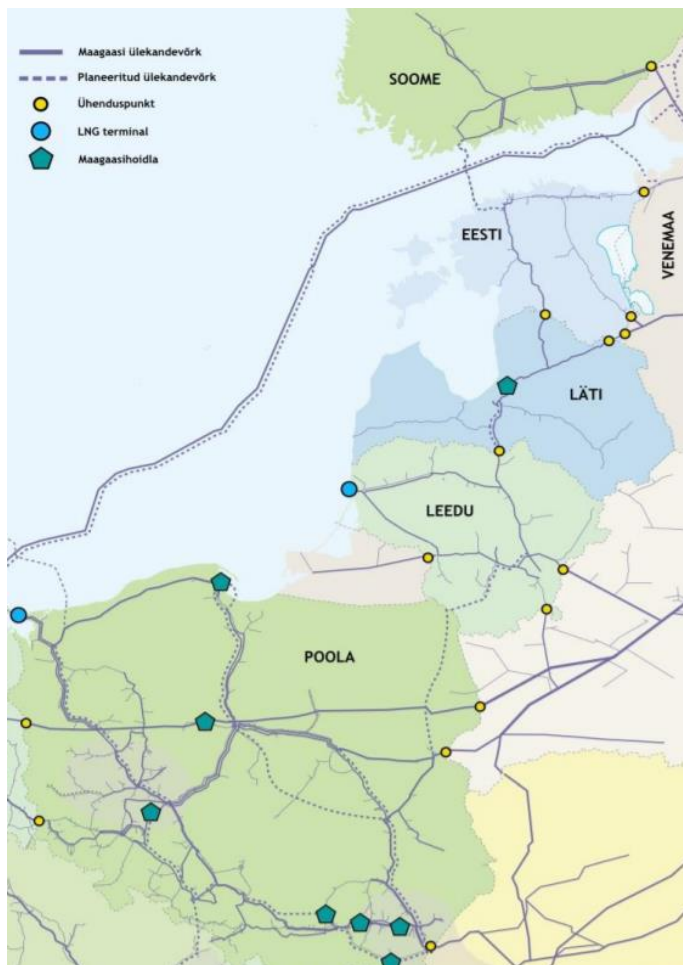 Maagaasi ülekandevõrk
Planeeritud ülekandevõrk
Ühenduspunkt
LNG terminal
Maagaasihoidla
SOOME
EESTI
VENEMAA
LÄTI
LEEDU
POOLA